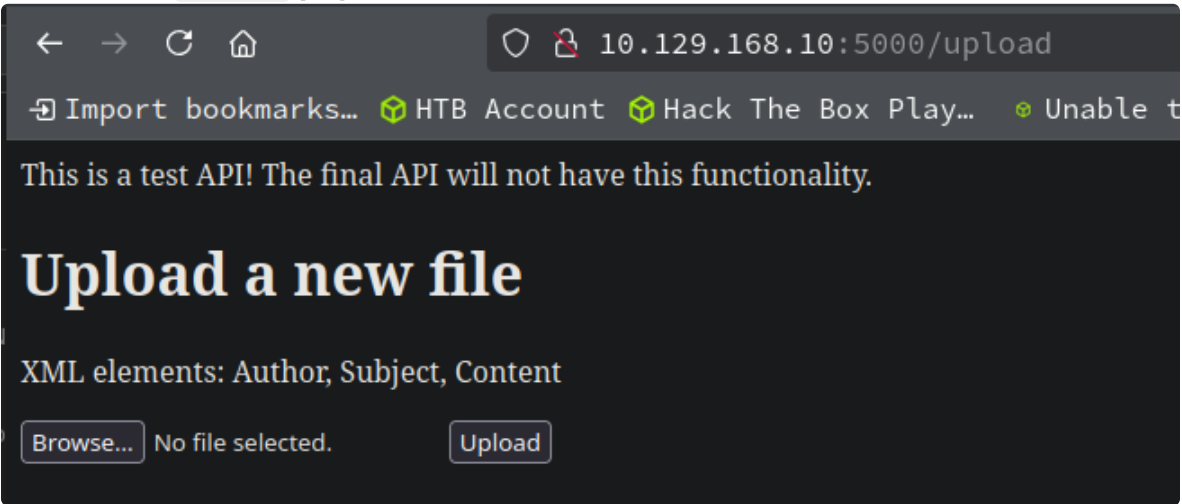 10.129.168.10:5000/upload
Import bookmarks… HTB Account Hack The Box Play… Unable t
This is a test API! The final API will not have this functionality.
Upload a new file
XML elements: Author, Subject, Content
Browse... No file selected. Upload